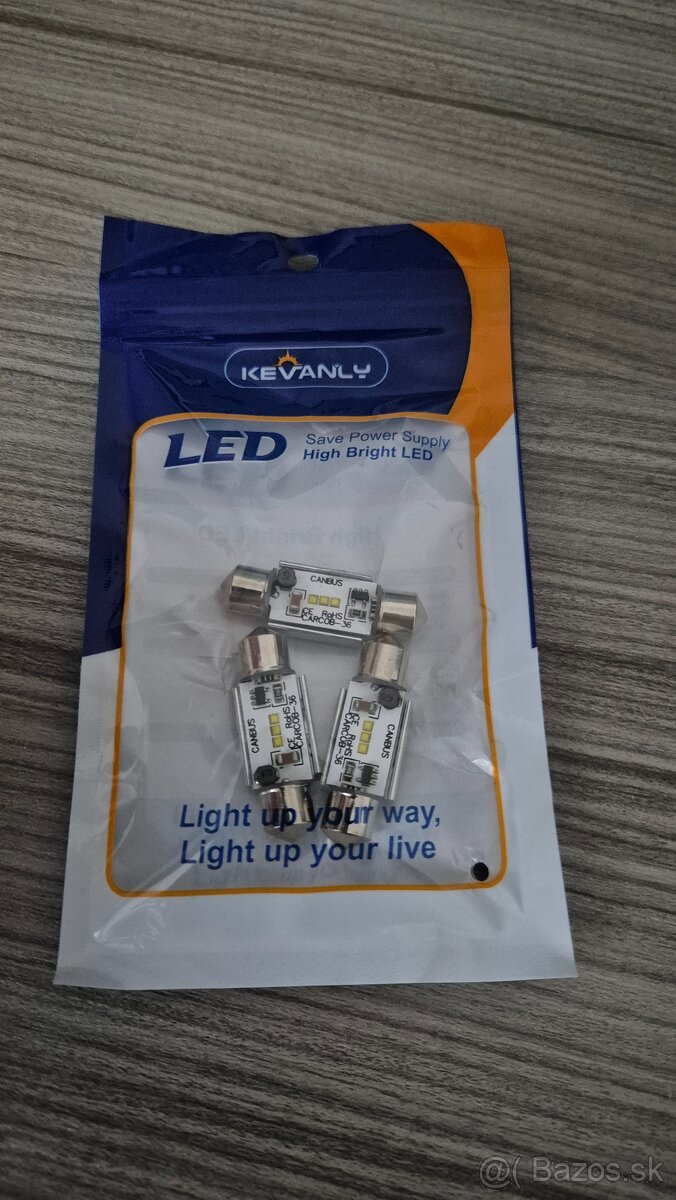 KEVANLY
LED
Save Power Supply
High Bright LED
CANBUS
CE RoHS
CARCOB-36
CANBUS
CE RoHS
CARCOB-36
CANBUS
CE RoHS
CARCOB-36
Light up your way,
Light up your live
@( Bazos.sk